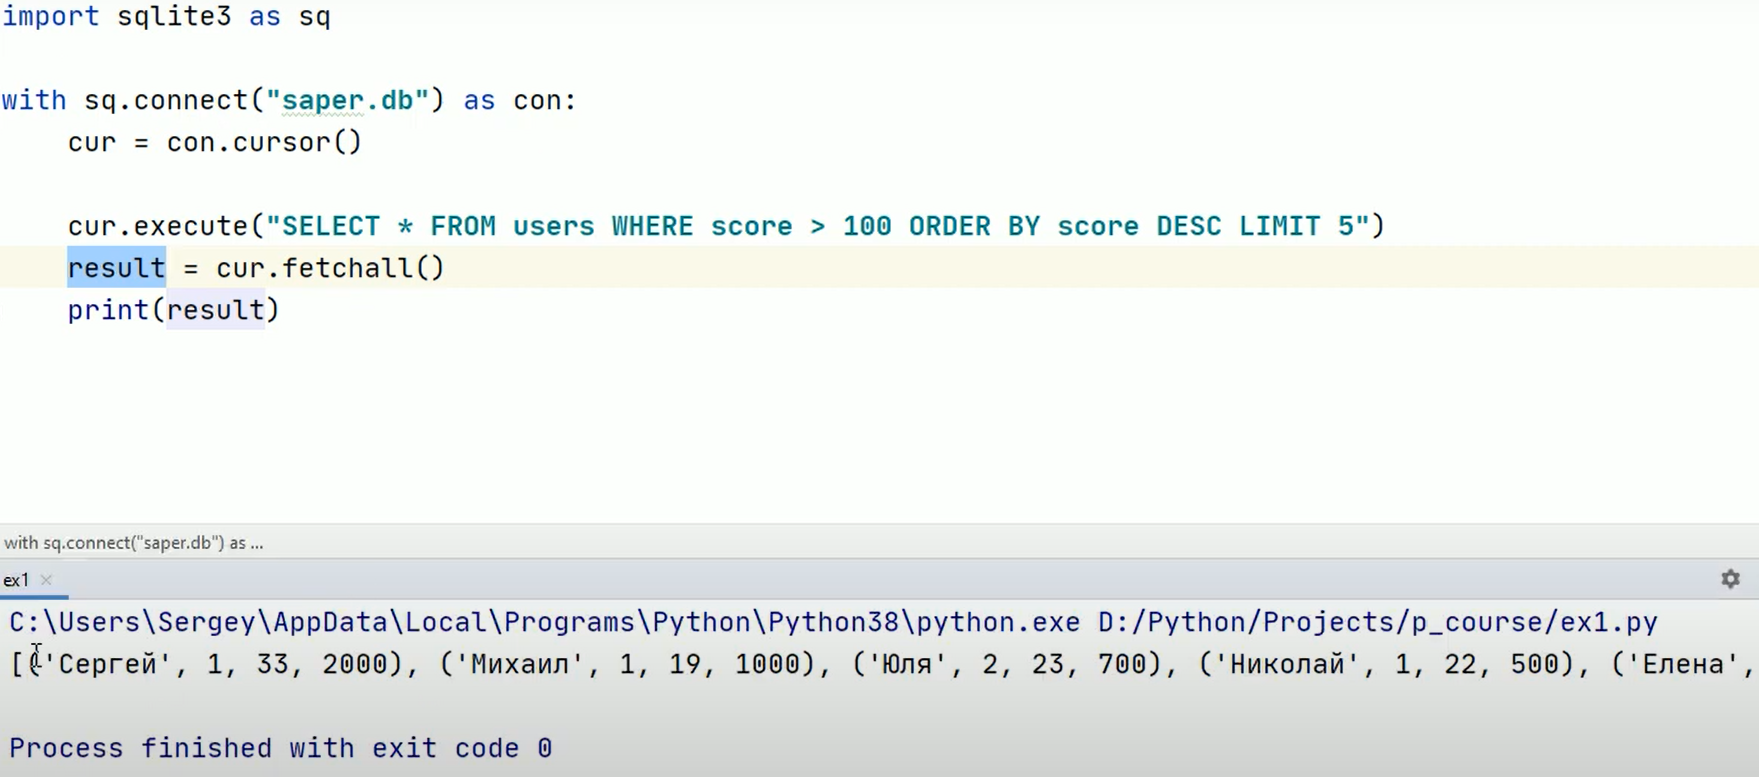 import sqlite3 as sq
with sq.connect("saper.db") as con:
cur = con.cursor()
cur.execute("SELECT * FROM users WHERE score > 100 ORDER BY score DESC LIMIT 5")
result = cur.fetchall()
print(result)
with sq.connect("saper.db") as ...
ex1
C:\Users\Sergey\AppData\Local\Programs\Python\Python38\python.exe D:/Python/Projects/p_course/ex1.py
[('Сергей', 1, 33, 2000), ('Михаил', 1, 19, 1000), ('Юля', 2, 23, 700), ('Николай', 1, 22, 500), ('Елена',
Process finished with exit code 0